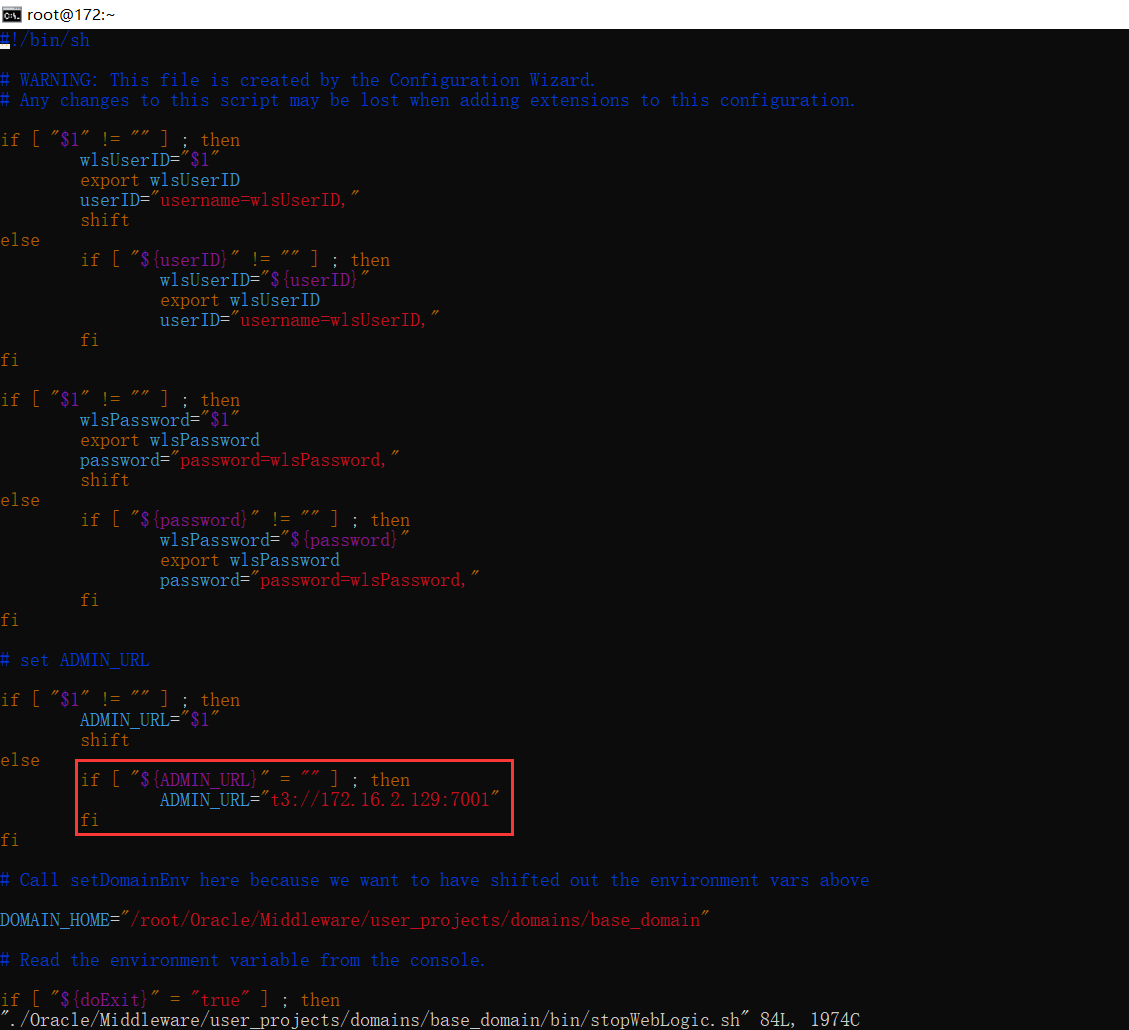 root@172:~
#!/bin/sh
# WARNING: This file is created by the Configuration Wizard.
# Any changes to this script may be lost when adding extensions to this configuration.
if [ "$1" != "" ] ; then
        wlsUserID="$1"
        export wlsUserID
        userID="username=wlsUserID,"
        shift
else
        if [ "${userID}" != "" ] ; then
                wlsUserID="${userID}"
                export wlsUserID
                userID="username=wlsUserID,"
        fi
fi
if [ "$1" != "" ] ; then
        wlsPassword="$1"
        export wlsPassword
        password="password=wlsPassword,"
        shift
else
        if [ "${password}" != "" ] ; then
                wlsPassword="${password}"
                export wlsPassword
                password="password=wlsPassword,"
        fi
fi
# set ADMIN_URL
if [ "$1" != "" ] ; then
        ADMIN_URL="$1"
        shift
else
        if [ "${ADMIN_URL}" = "" ] ; then
                ADMIN_URL="t3://172.16.2.129:7001"
        fi
fi
# Call setDomainEnv here because we want to have shifted out the environment vars above
DOMAIN_HOME="/root/Oracle/Middleware/user_projects/domains/base_domain"
# Read the environment variable from the console.
if [ "${doExit}" = "true" ] ; then
"./Oracle/Middleware/user_projects/domains/base_domain/bin/stopWebLogic.sh" 84L, 1974C